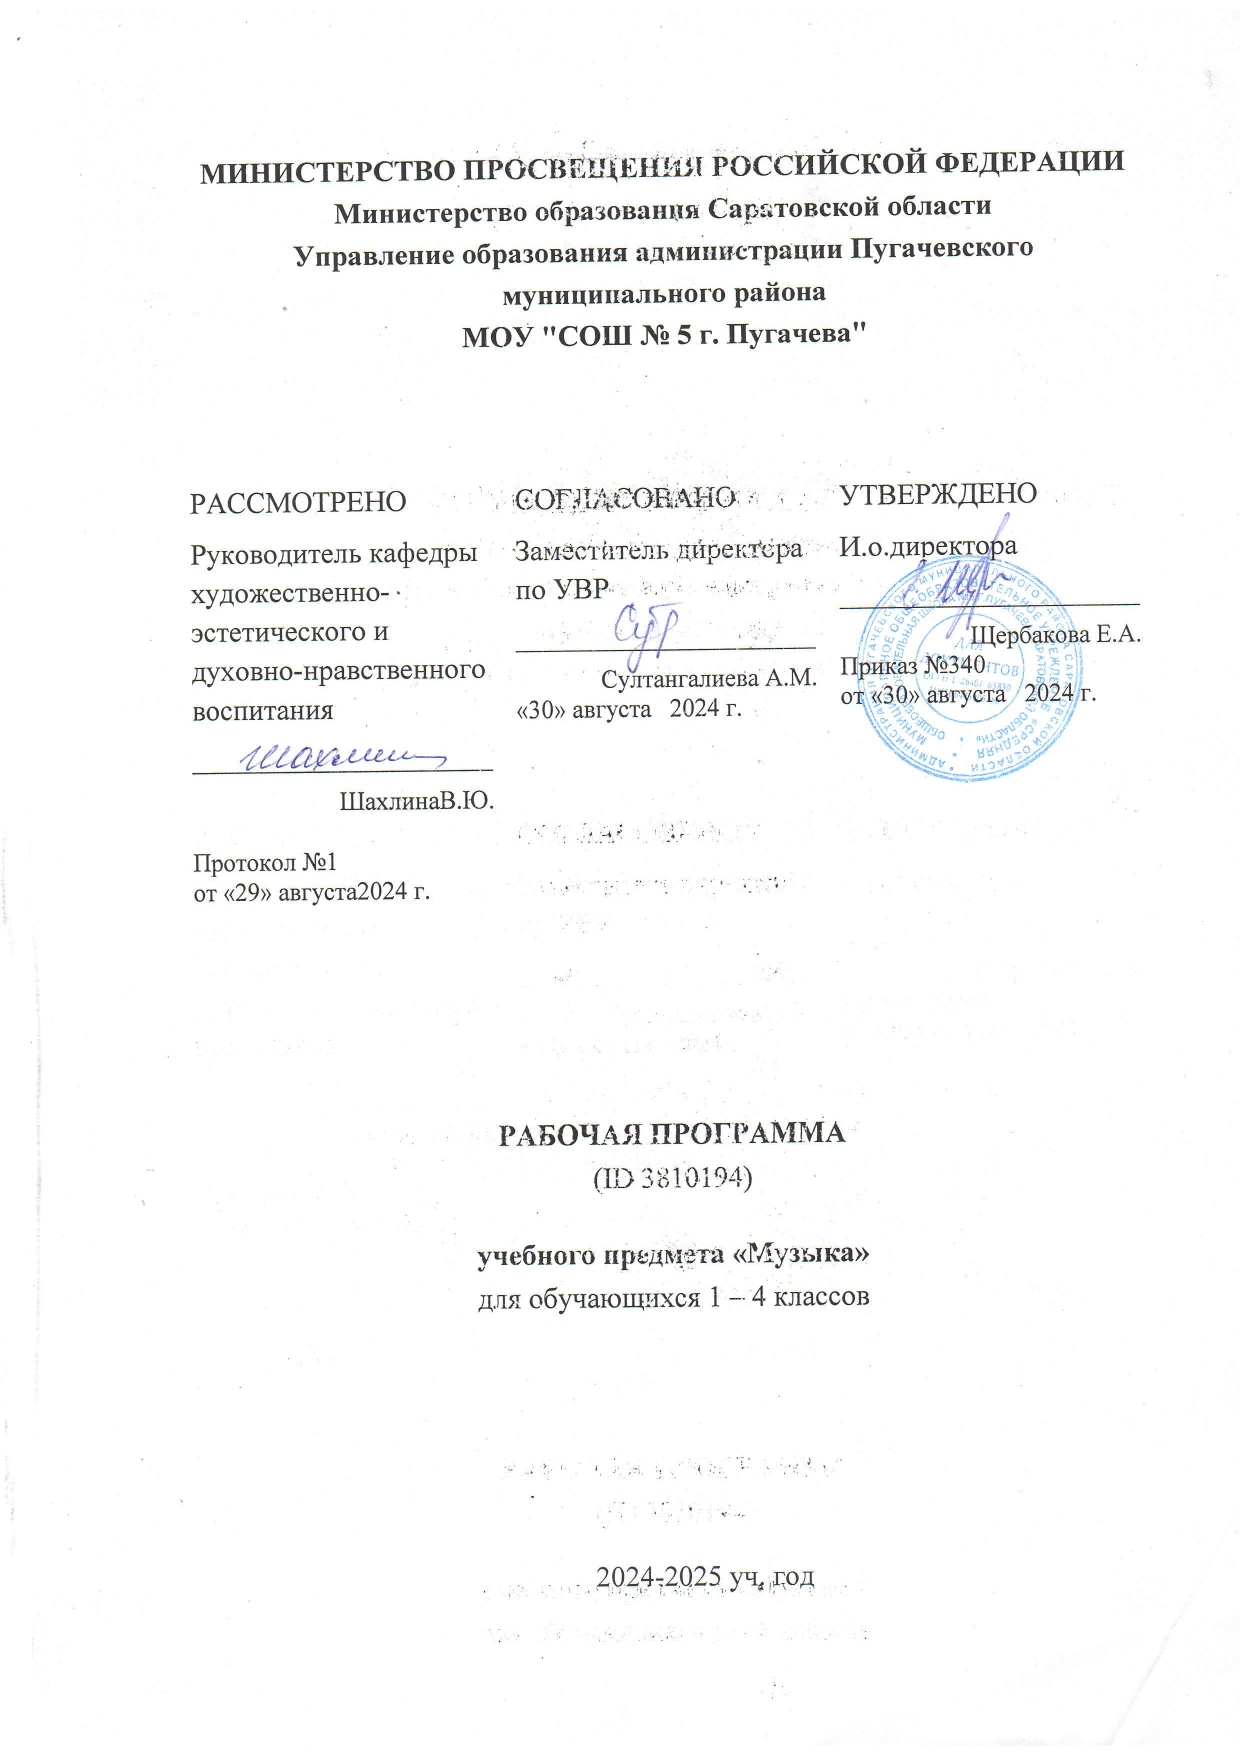 МИНИСТЕРСТВО ПРОСВЕЩЕНИЯ РОССИЙСКОЙ ФЕДЕРАЦИИ
Министерство образования Саратовской области
Управление образования администрации Пугачевского
муниципального района
МОУ "СОШ № 5 г. Пугачева"
РАССМОТРЕНО
Руководитель кафедры
художественно-
эстетического и
духовно-нравственного
воспитания
ШахлинаВ.Ю.
Протокол №1
от «29» августа2024 г.
СОГЛАСОВАНО
Заместитель директора
по УВР
Султангалиева А.М.
«30» августа 2024 г.
УТВЕРЖДЕНО
И.о.директора
Щербакова Е.А.
Приказ №340
от «30» августа 2024 г.
РАБОЧАЯ ПРОГРАММА
(ID 3810194)
учебного предмета «Музыка»
для обучающихся 1 – 4 классов
2024-2025 уч. год